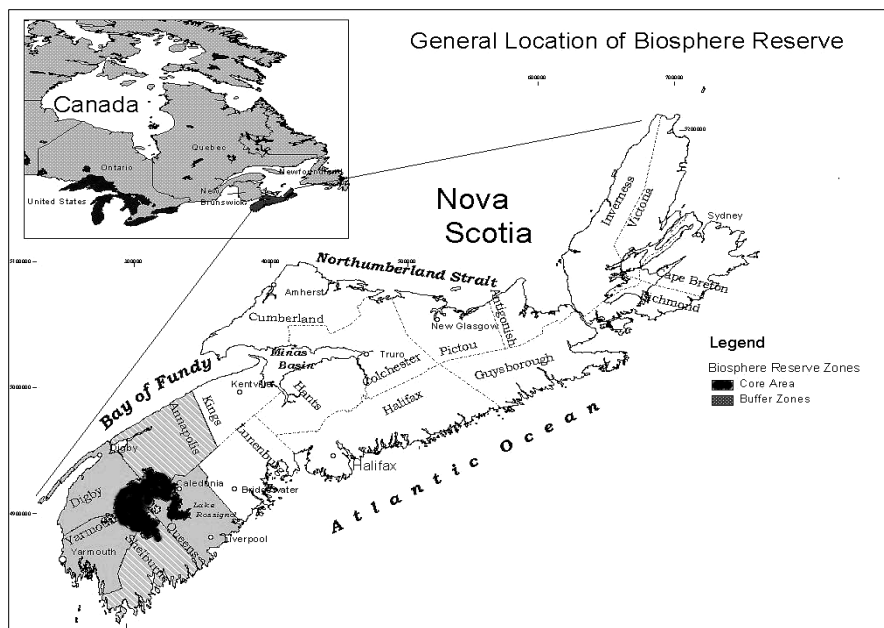 General Location of Biosphere Reserve
Canada
Quebec
Ontario
Newfoundland
New
Brunswick
United States
600000
700000
Nova
Scotia
Inverness
Victoria
Sydney
Cape Breton
Richmond
Northumberland Strait
400000
Amherst
Cumberland
New Glasgow
Antigonish
Minas
Basin
Truro
Colchester
Pictou
Guysborough
Legend
Biosphere Reserve Zones
Core Area
Buffer Zones
Bay of Fundy
Kentville
Kings
Hants
Halifax
Annapolis
Lunenburg
Halifax
Atlantic Ocean
Digby
Digby
Caledonia
Bridgewater
Lake
Rossignol
Queens
Liverpool
Yarmouth
Yarmouth
Shelburne